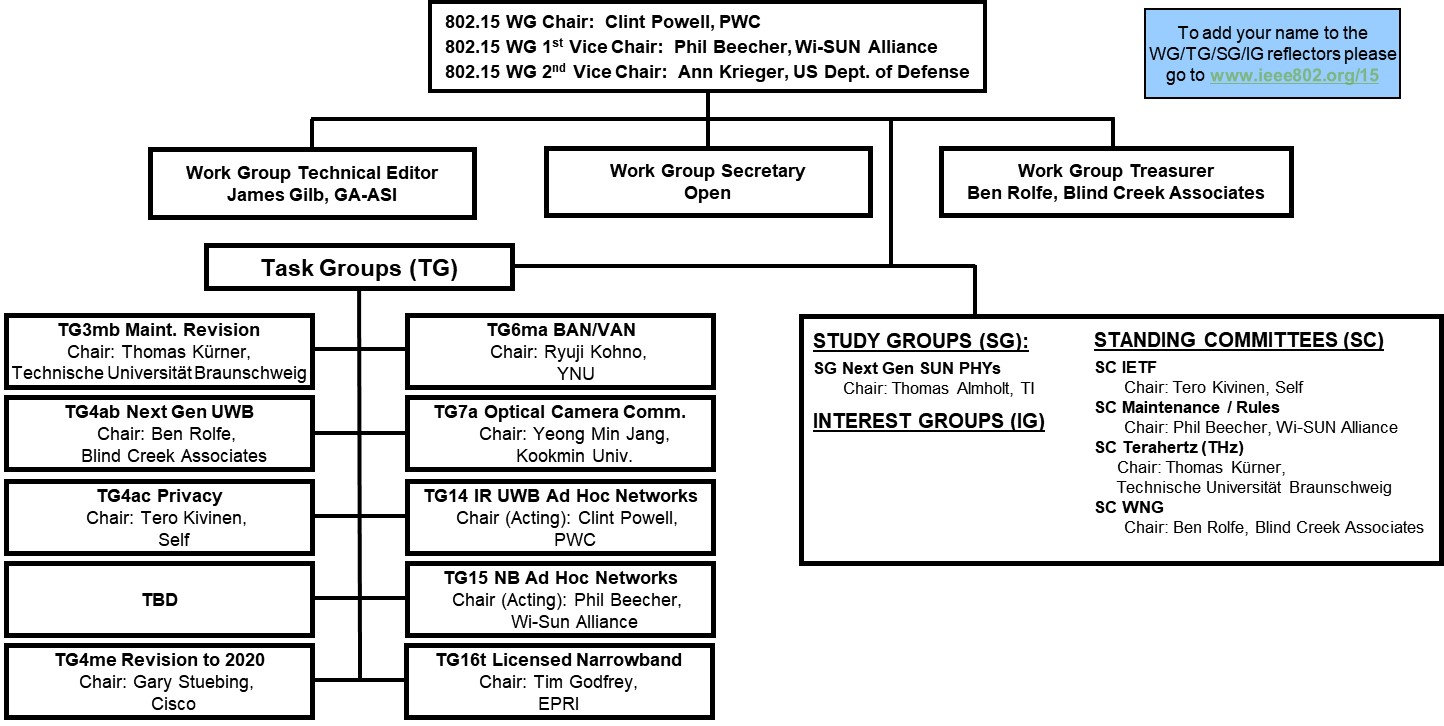 802.15 WG Chair: Clint Powell, PWC
802.15 WG 1st Vice Chair: Phil Beecher, Wi-SUN Alliance
802.15 WG 2nd Vice Chair: Ann Krieger, US Dept. of Defense
To add your name to the
WG/TG/SG/IG reflectors please
go to www.ieee802.org/15
Work Group Technical Editor
James Gilb, GA-ASI
Work Group Secretary
Open
Work Group Treasurer
Ben Rolfe, Blind Creek Associates
Task Groups (TG)
TG3mb Maint. Revision
Chair: Thomas Kürner,
Technische Universität Braunschweig
TG6ma BAN/VAN
Chair: Ryuji Kohno,
YNU
TG4ab Next Gen UWB
Chair: Ben Rolfe,
Blind Creek Associates
TG7a Optical Camera Comm.
Chair: Yeong Min Jang,
Kookmin Univ.
TG4ac Privacy
Chair: Tero Kivinen,
Self
TG14 IR UWB Ad Hoc Networks
Chair (Acting): Clint Powell,
PWC
TBD
TG15 NB Ad Hoc Networks
Chair (Acting): Phil Beecher,
Wi-Sun Alliance
TG4me Revision to 2020
Chair: Gary Stuebing,
Cisco
TG16t Licensed Narrowband
Chair: Tim Godfrey,
EPRI
STUDY GROUPS (SG):
SG Next Gen SUN PHYs
Chair: Thomas Almholt, TI
INTEREST GROUPS (IG)
STANDING COMMITTEES (SC)
SC IETF
Chair: Tero Kivinen, Self
SC Maintenance / Rules
Chair: Phil Beecher, Wi-SUN Alliance
SC Terahertz (THz)
Chair: Thomas Kürner,
Technische Universität Braunschweig
SC WNG
Chair: Ben Rolfe, Blind Creek Associates